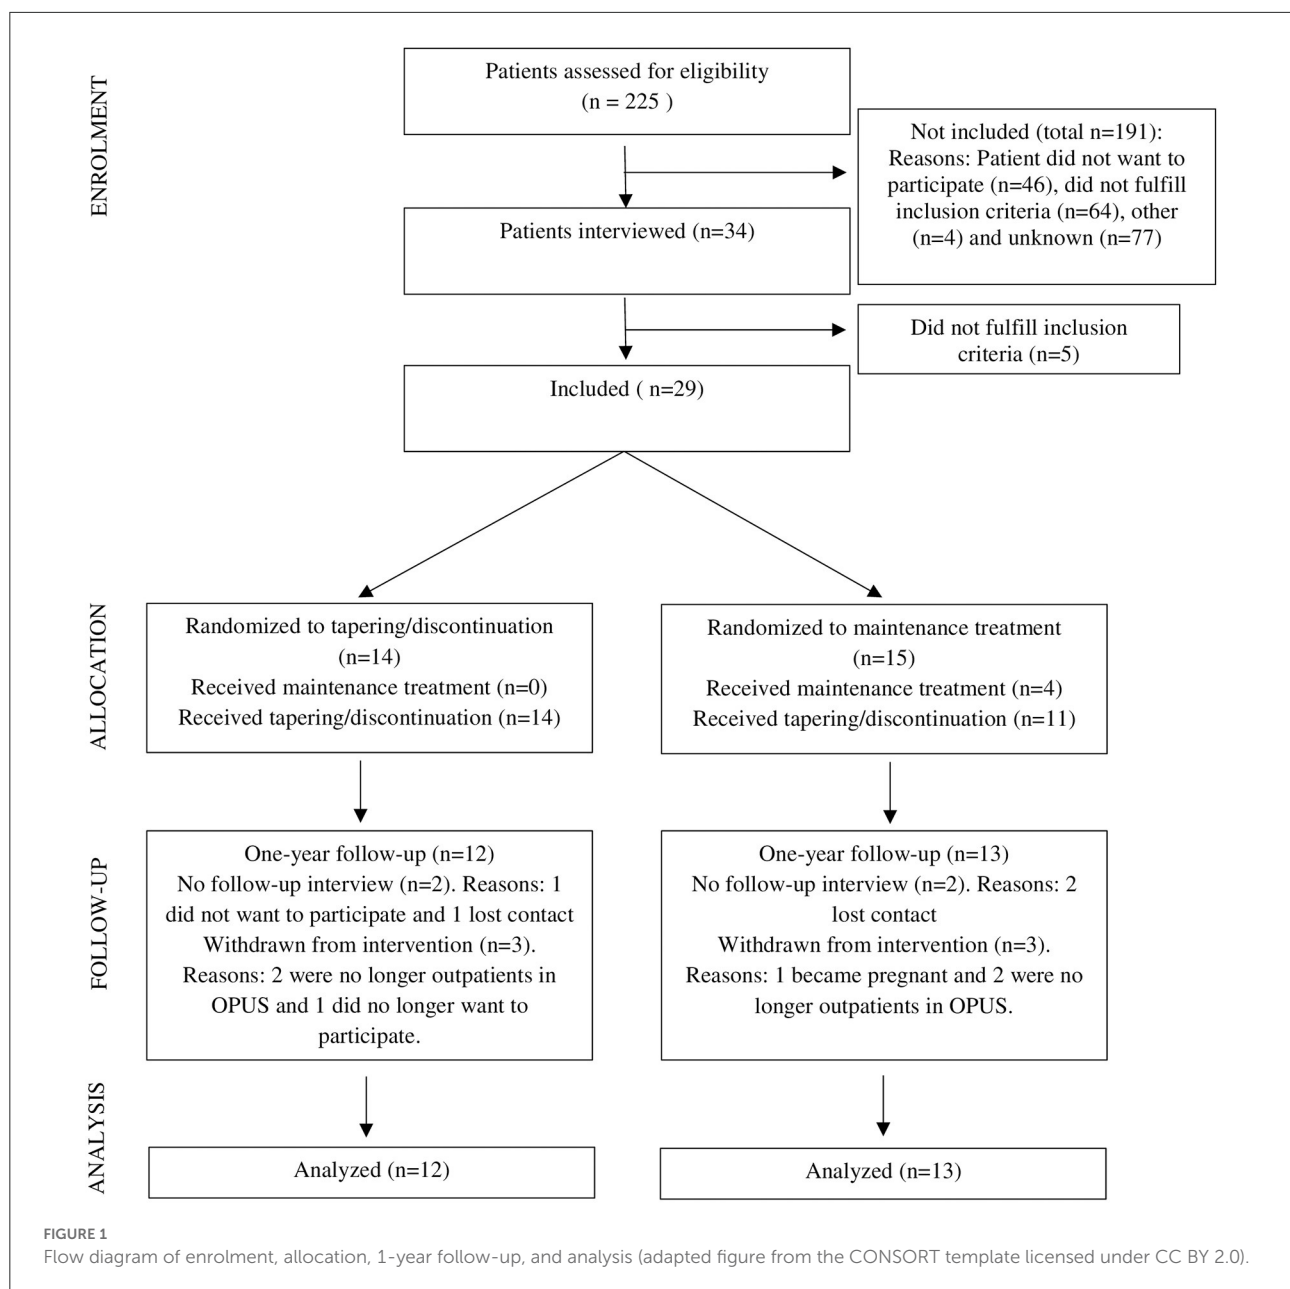 ENROLMENT
Patients assessed for eligibility
(n = 225 )
Not included (total n=191):
Reasons: Patient did not want to
participate (n=46), did not fulfill
inclusion criteria (n=64), other
(n=4) and unknown (n=77)
Patients interviewed (n=34)
Did not fulfill inclusion
criteria (n=5)
Included ( n=29)
ALLOCATION
Randomized to tapering/discontinuation
(n=14)
Received maintenance treatment (n=0)
Received tapering/discontinuation (n=14)
Randomized to maintenance treatment
(n=15)
Received maintenance treatment (n=4)
Received tapering/discontinuation (n=11)
FOLLOW-UP
One-year follow-up (n=12)
No follow-up interview (n=2). Reasons: 1
did not want to participate and 1 lost contact
Withdrawn from intervention (n=3).
Reasons: 2 were no longer outpatients in
OPUS and 1 did no longer want to
participate.
One-year follow-up (n=13)
No follow-up interview (n=2). Reasons: 2
lost contact
Withdrawn from intervention (n=3).
Reasons: 1 became pregnant and 2 were no
longer outpatients in OPUS.
ANALYSIS
Analyzed (n=12)
Analyzed (n=13)
FIGURE 1
Flow diagram of enrolment, allocation, 1-year follow-up, and analysis (adapted figure from the CONSORT template licensed under CC BY 2.0).